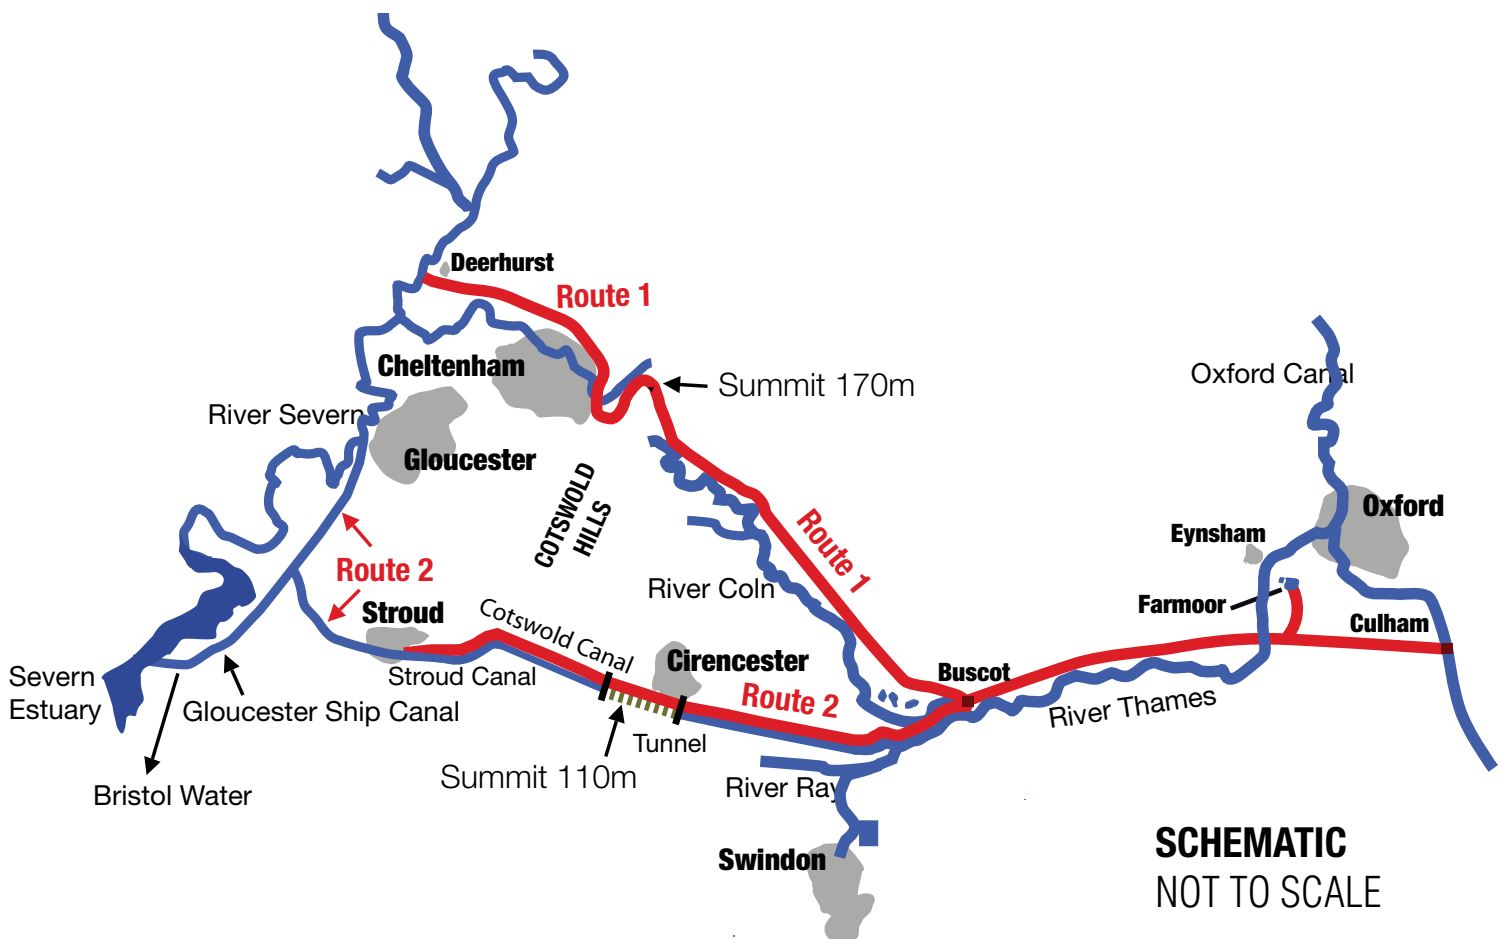 Deerhurst
Route 1
Cheltenham
Summit 170m
Oxford Canal
River Severn
Gloucester
COTSWOLD
HILLS
Route 1
Oxford
Eynsham
Route 2
River Coln
Farmoor
Stroud
Cotswold Canal
Culham
Cirencester
Buscot
Severn
Estuary
Stroud Canal
Route 2
River Thames
Gloucester Ship Canal
Tunnel
Summit 110m
River Ray
Bristol Water
Swindon
SCHEMATIC
NOT TO SCALE